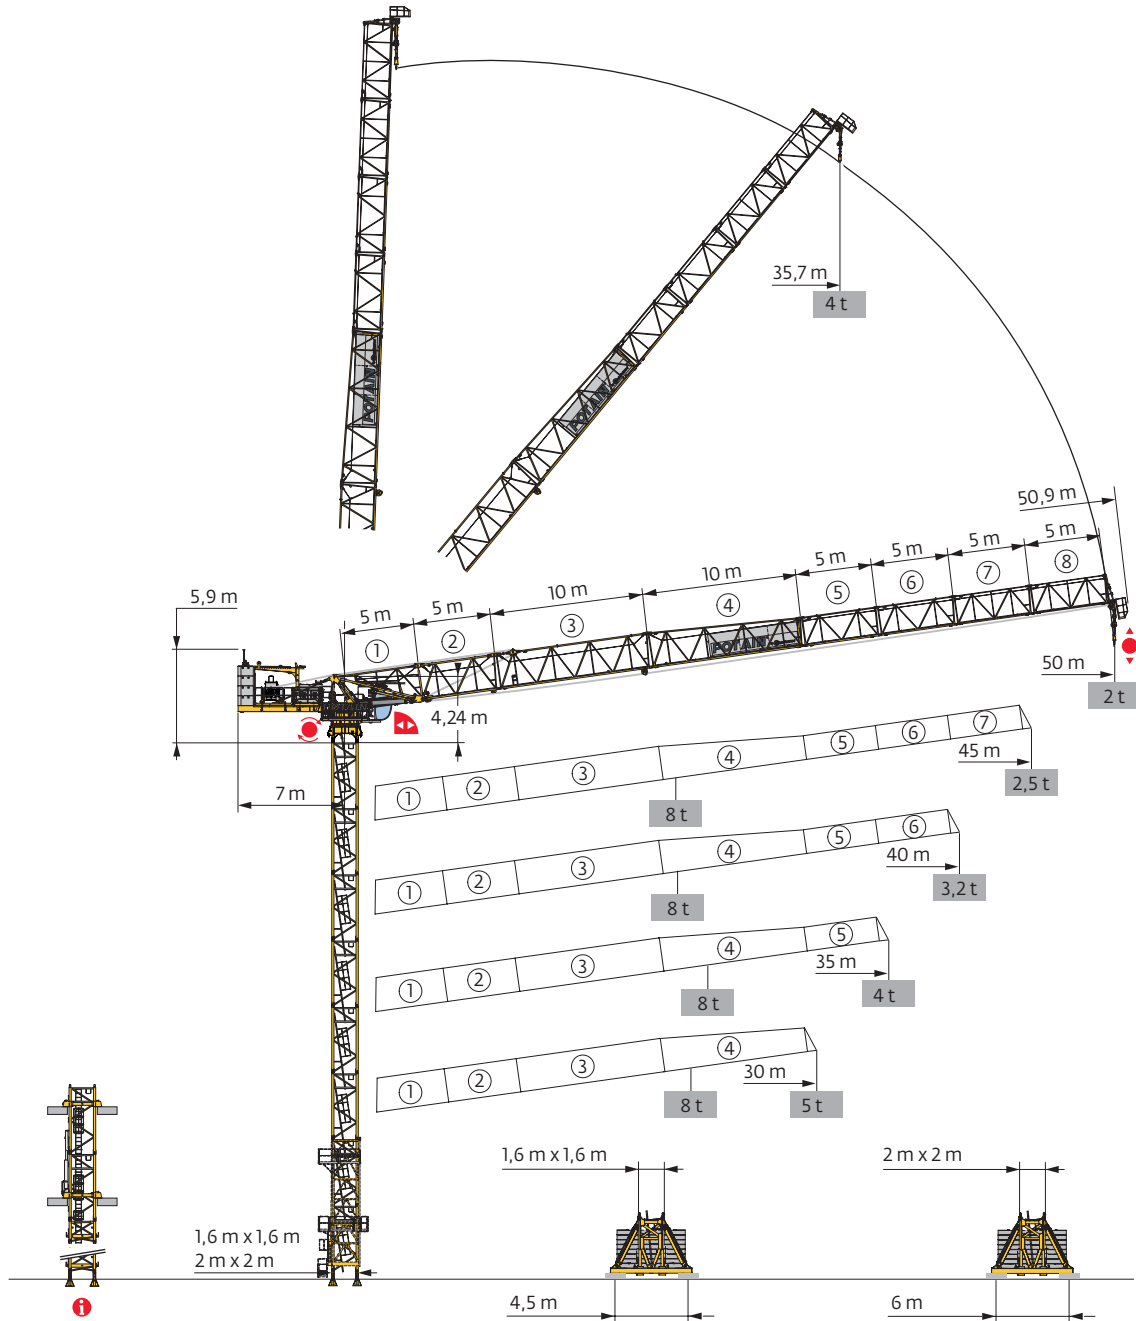 35,7 m
4 t
POTAIN
POTAIN
50,9 m
5 m
5 m
5 m
5 m
10 m
10 m
5 m
5 m
① ② ③ ④ ⑤ ⑥ ⑦ ⑧
POTAIN
5,9 m
4,24 m
7 m
50 m
2 t
① ② ③ ④ ⑤ ⑥ ⑦
45 m
2,5 t
8 t
① ② ③ ④ ⑤ ⑥
40 m
3,2 t
8 t
① ② ③ ④ ⑤
35 m
4 t
8 t
① ② ③ ④
30 m
8 t
5 t
1,6 m x 1,6 m
2 m x 2 m
1,6 m x 1,6 m
2 m x 2 m
i
4,5 m
6 m